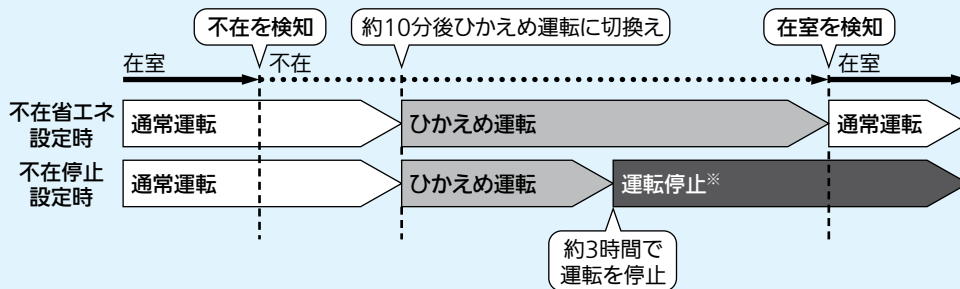 不在を検知
約10分後ひかえめ運転に切換え
在室を検知
在室
不在
在室
不在省エネ
設定時
通常運転
ひかえめ運転
通常運転
不在停止
設定時
通常運転
ひかえめ運転
運転停止※
約3時間で
運転を停止